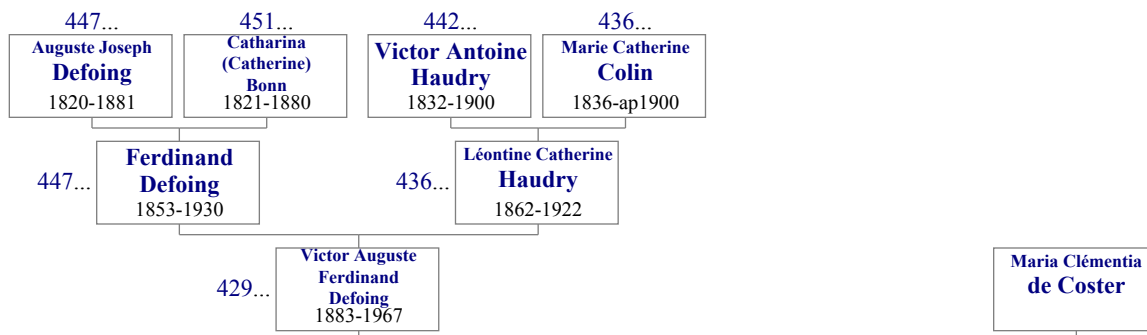 447... 451... 442... 436...
Auguste Joseph
Defoing
1820-1881
Catharina
(Catherine)
Bonn
1821-1880
Victor Antoine
Haudry
1832-1900
Marie Catherine
Colin
1836-ap1900
447...
Ferdinand
Defoing
1853-1930
436...
Léontine Catherine
Haudry
1862-1922
429...
Victor Auguste
Ferdinand
Defoing
1883-1967
Maria Clémentia
de Coster